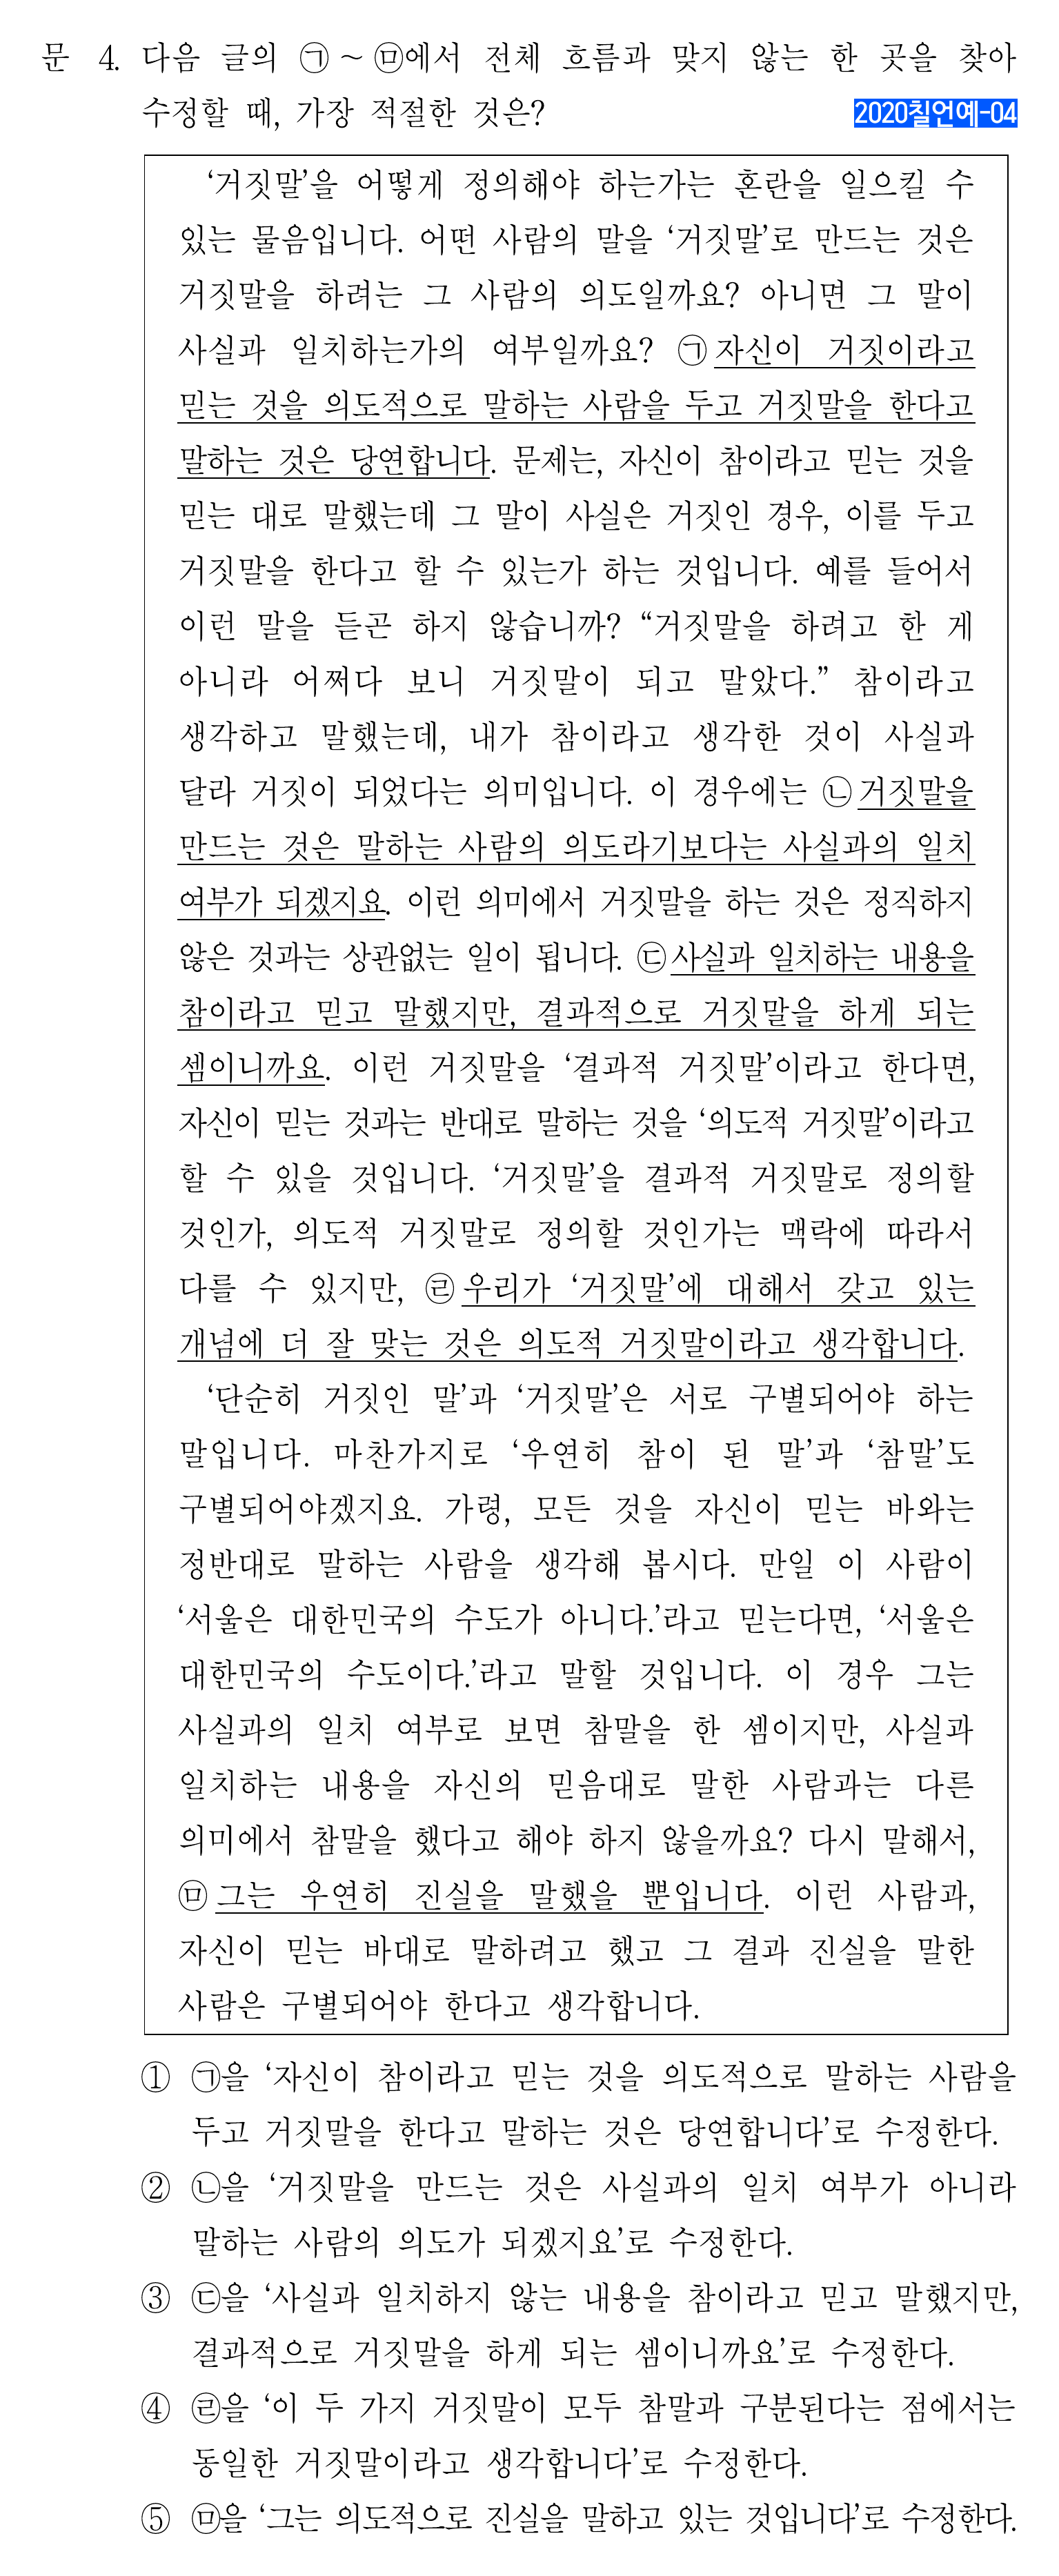 문 4. 다음 글의 ㉠~㉤에서 전체 흐름과 맞지 않는 한 곳을 찾아
수정할 때, 가장 적절한 것은?
2020칠언예-04
‘거짓말’을 어떻게 정의해야 하는가는 혼란을 일으킬 수
있는 물음입니다. 어떤 사람의 말을 ‘거짓말’로 만드는 것은
거짓말을 하려는 그 사람의 의도일까요? 아니면 그 말이
사실과 일치하는가의 여부일까요? ㉠자신이 거짓이라고
믿는 것을 의도적으로 말하는 사람을 두고 거짓말을 한다고
말하는 것은 당연합니다. 문제는, 자신이 참이라고 믿는 것을
믿는 대로 말했는데 그 말이 사실은 거짓인 경우, 이를 두고
거짓말을 한다고 할 수 있는가 하는 것입니다. 예를 들어서
이런 말을 듣곤 하지 않습니까? “거짓말을 하려고 한 게
아니라 어쩌다 보니 거짓말이 되고 말았다.” 참이라고
생각하고 말했는데, 내가 참이라고 생각한 것이 사실과
달라 거짓이 되었다는 의미입니다. 이 경우에는 ㉡거짓말을
만드는 것은 말하는 사람의 의도라기보다는 사실과의 일치
여부가 되겠지요. 이런 의미에서 거짓말을 하는 것은 정직하지
않은 것과는 상관없는 일이 됩니다. ㉢사실과 일치하는 내용을
참이라고 믿고 말했지만, 결과적으로 거짓말을 하게 되는
셈이니까요. 이런 거짓말을 ‘결과적 거짓말’이라고 한다면,
자신이 믿는 것과는 반대로 말하는 것을 ‘의도적 거짓말’이라고
할 수 있을 것입니다. ‘거짓말’을 결과적 거짓말로 정의할
것인가, 의도적 거짓말로 정의할 것인가는 맥락에 따라서
다를 수 있지만, ㉣우리가 ‘거짓말’에 대해서 갖고 있는
개념에 더 잘 맞는 것은 의도적 거짓말이라고 생각합니다.
‘단순히 거짓인 말’과 ‘거짓말’은 서로 구별되어야 하는
말입니다. 마찬가지로 ‘우연히 참이 된 말’과 ‘참말’도
구별되어야겠지요. 가령, 모든 것을 자신이 믿는 바와는
정반대로 말하는 사람을 생각해 봅시다. 만일 이 사람이
‘서울은 대한민국의 수도가 아니다.’라고 믿는다면, ‘서울은
대한민국의 수도이다.’라고 말할 것입니다. 이 경우 그는
사실과의 일치 여부로 보면 참말을 한 셈이지만, 사실과
일치하는 내용을 자신의 믿음대로 말한 사람과는 다른
의미에서 참말을 했다고 해야 하지 않을까요? 다시 말해서,
㉤그는 우연히 진실을 말했을 뿐입니다. 이런 사람과,
자신이 믿는 바대로 말하려고 했고 그 결과 진실을 말한
사람은 구별되어야 한다고 생각합니다.
① ㉠을 ‘자신이 참이라고 믿는 것을 의도적으로 말하는 사람을
두고 거짓말을 한다고 말하는 것은 당연합니다’로 수정한다.
② ㉡을 ‘거짓말을 만드는 것은 사실과의 일치 여부가 아니라
말하는 사람의 의도가 되겠지요’로 수정한다.
③ ㉢을 ‘사실과 일치하지 않는 내용을 참이라고 믿고 말했지만,
결과적으로 거짓말을 하게 되는 셈이니까요’로 수정한다.
④ ㉣을 ‘이 두 가지 거짓말이 모두 참말과 구분된다는 점에서는
동일한 거짓말이라고 생각합니다’로 수정한다.
⑤ ㉤을 ‘그는 의도적으로 진실을 말하고 있는 것입니다’로 수정한다.